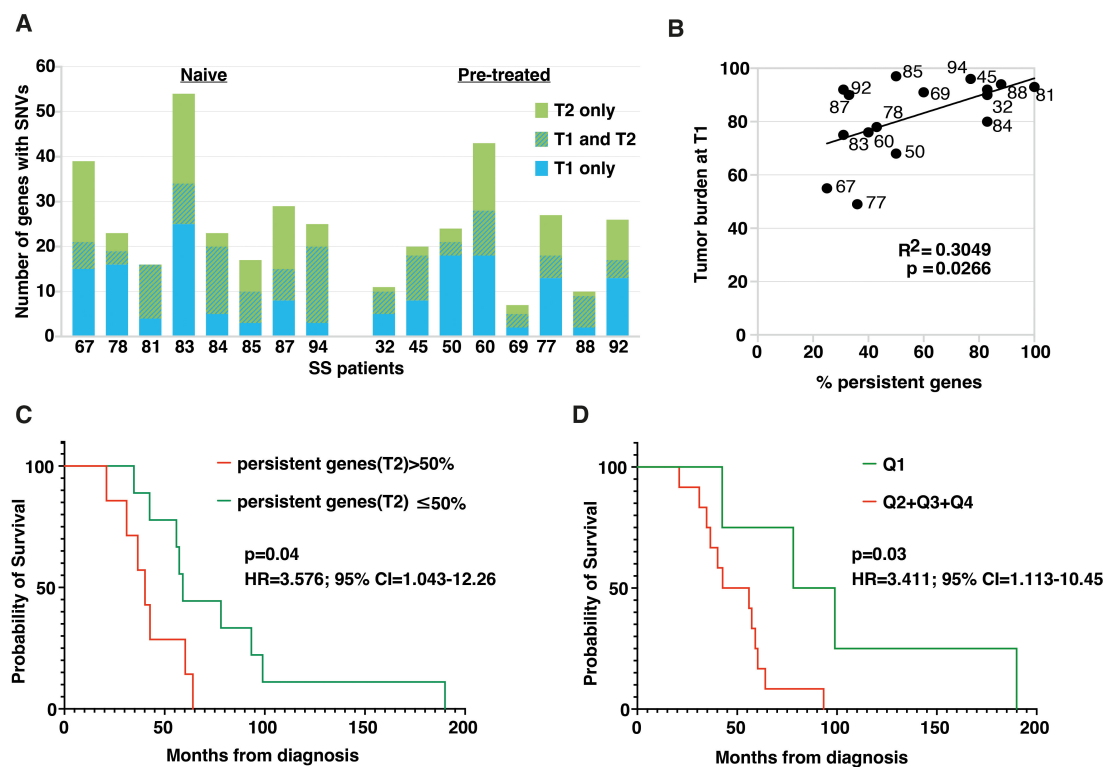 A
Number of genes with SNVs
60
50
40
30
20
10
0
Naive
Pre-treated
T2 only
T1 and T2
T1 only
67 78 81 83 84 85 87 94 32 45 50 60 69 77 88 92
SS patients
B
Tumor burden at T1
100
80
60
40
20
0
94
85
45
92
69
88
81
87
32
78
84
83
60
50
67
77
R2= 0.3049
p =0.0266
0 20 40 60 80 100
% persistent genes
C
Probability of Survival
100
50
0
persistent genes(T2)>50%
persistent genes(T2) ≤50%
p=0.04
HR=3.576; 95% CI=1.043-12.26
0 50 100 150 200
Months from diagnosis
D
Probability of Survival
100
50
0
Q1
Q2+Q3+Q4
p=0.03
HR=3.411; 95% CI=1.113-10.45
0 50 100 150 200
Months from diagnosis